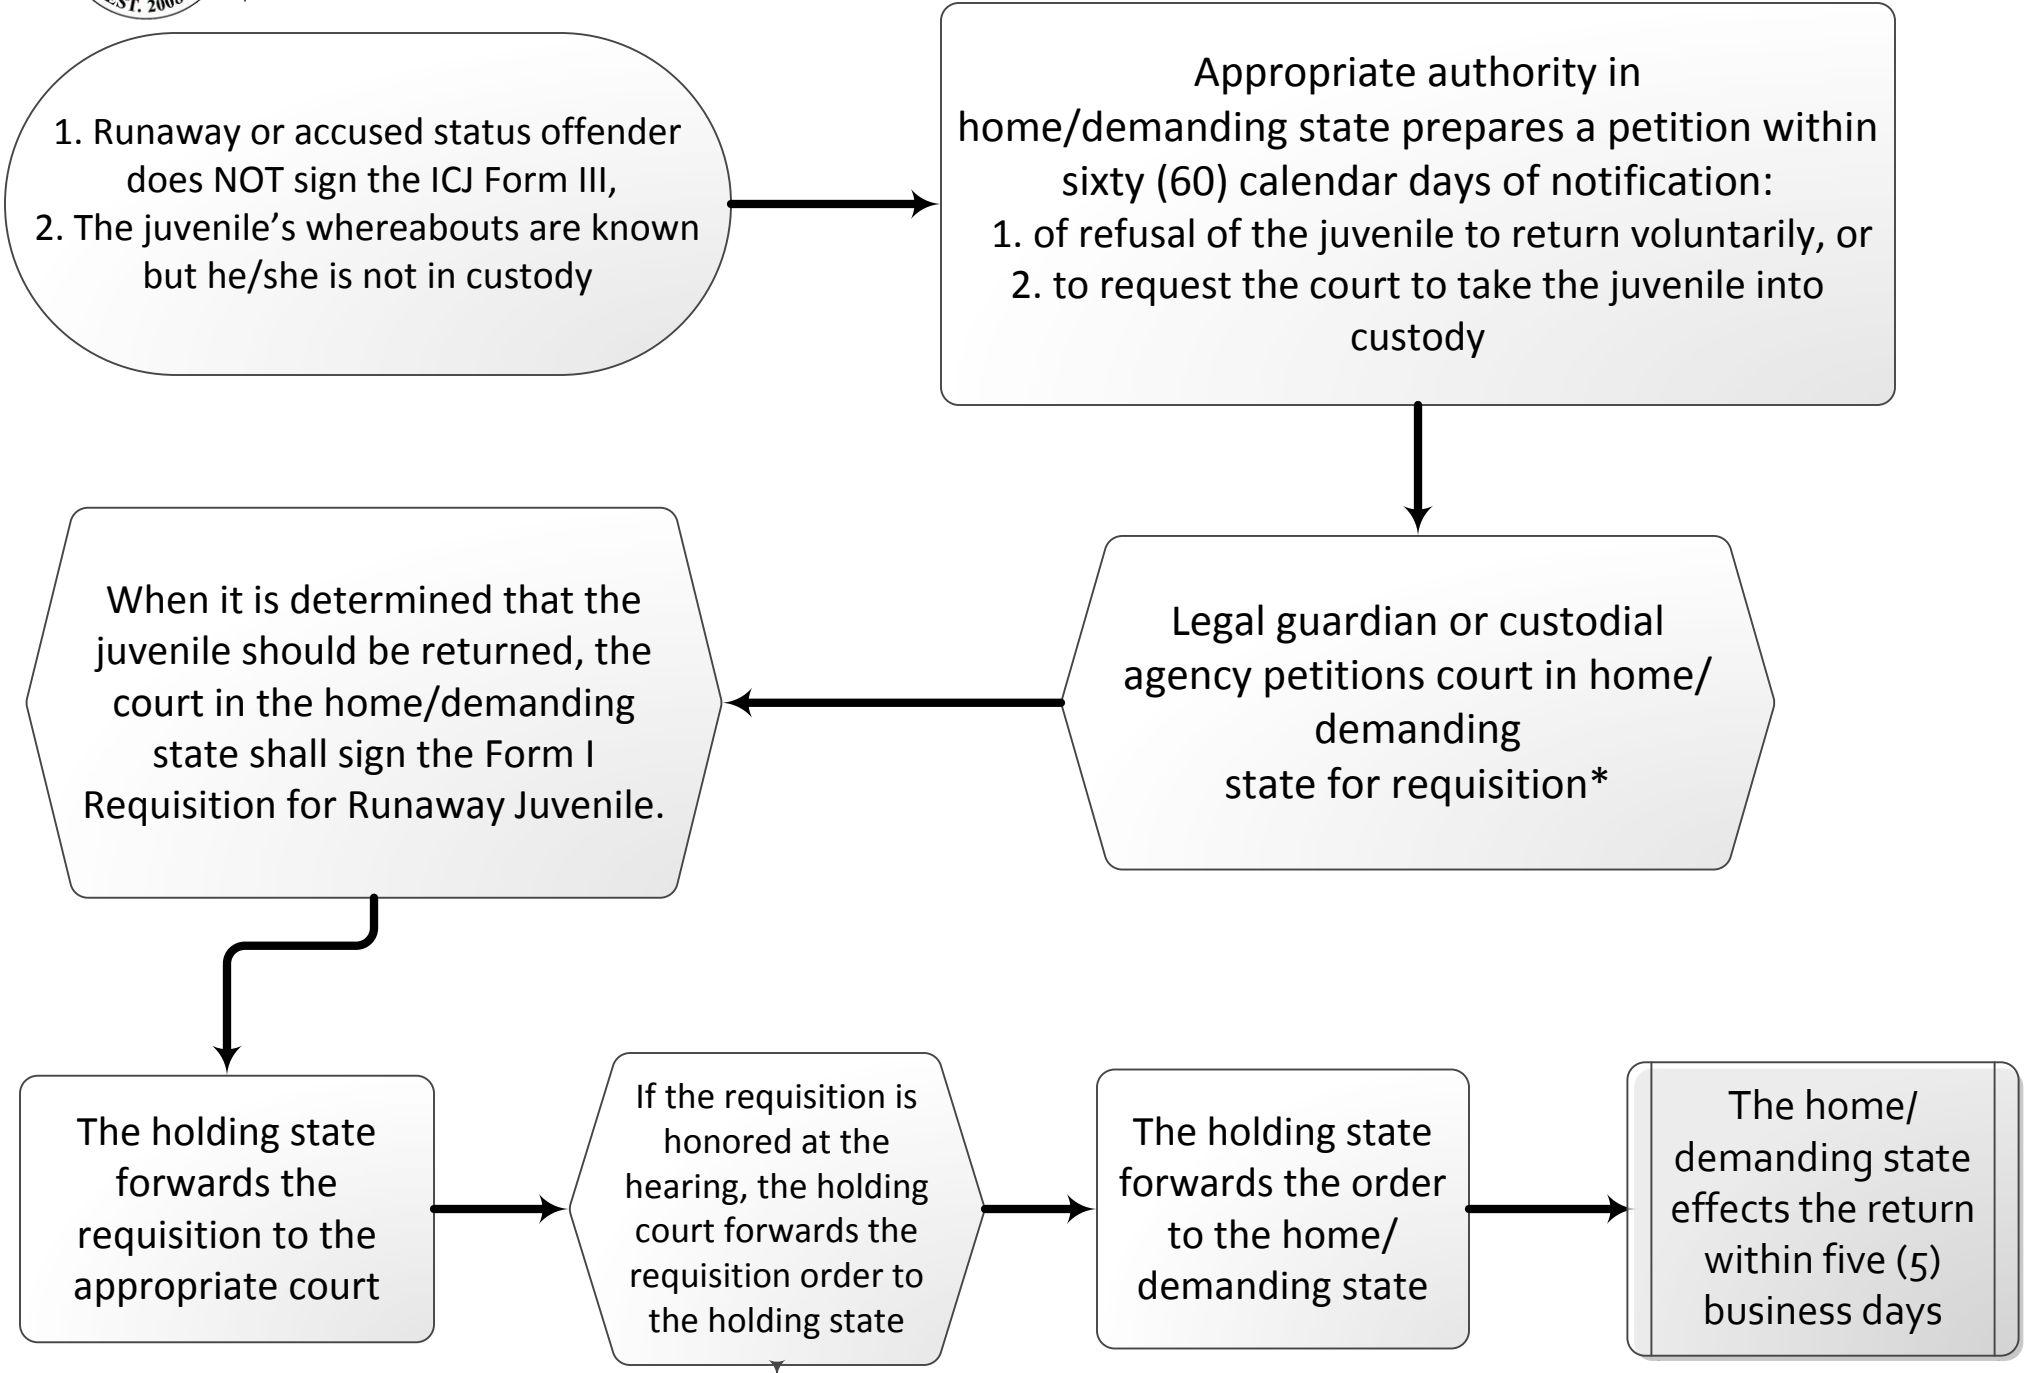 EST. 2008
1. Runaway or accused status offender
does NOT sign the ICJ Form III,
2. The juvenile’s whereabouts are known
but he/she is not in custody
Appropriate authority in
home/demanding state prepares a petition within
sixty (60) calendar days of notification:
1. of refusal of the juvenile to return voluntarily, or
2. to request the court to take the juvenile into
custody
Legal guardian or custodial
agency petitions court in home/
demanding
state for requisition*
When it is determined that the
juvenile should be returned, the
court in the home/demanding
state shall sign the Form I
Requisition for Runaway Juvenile.
The holding state
forwards the
requisition to the
appropriate court
If the requisition is
honored at the
hearing, the holding
court forwards the
requisition order to
the holding state
The holding state
forwards the order
to the home/
demanding state
The home/
demanding state
effects the return
within five (5)
business days